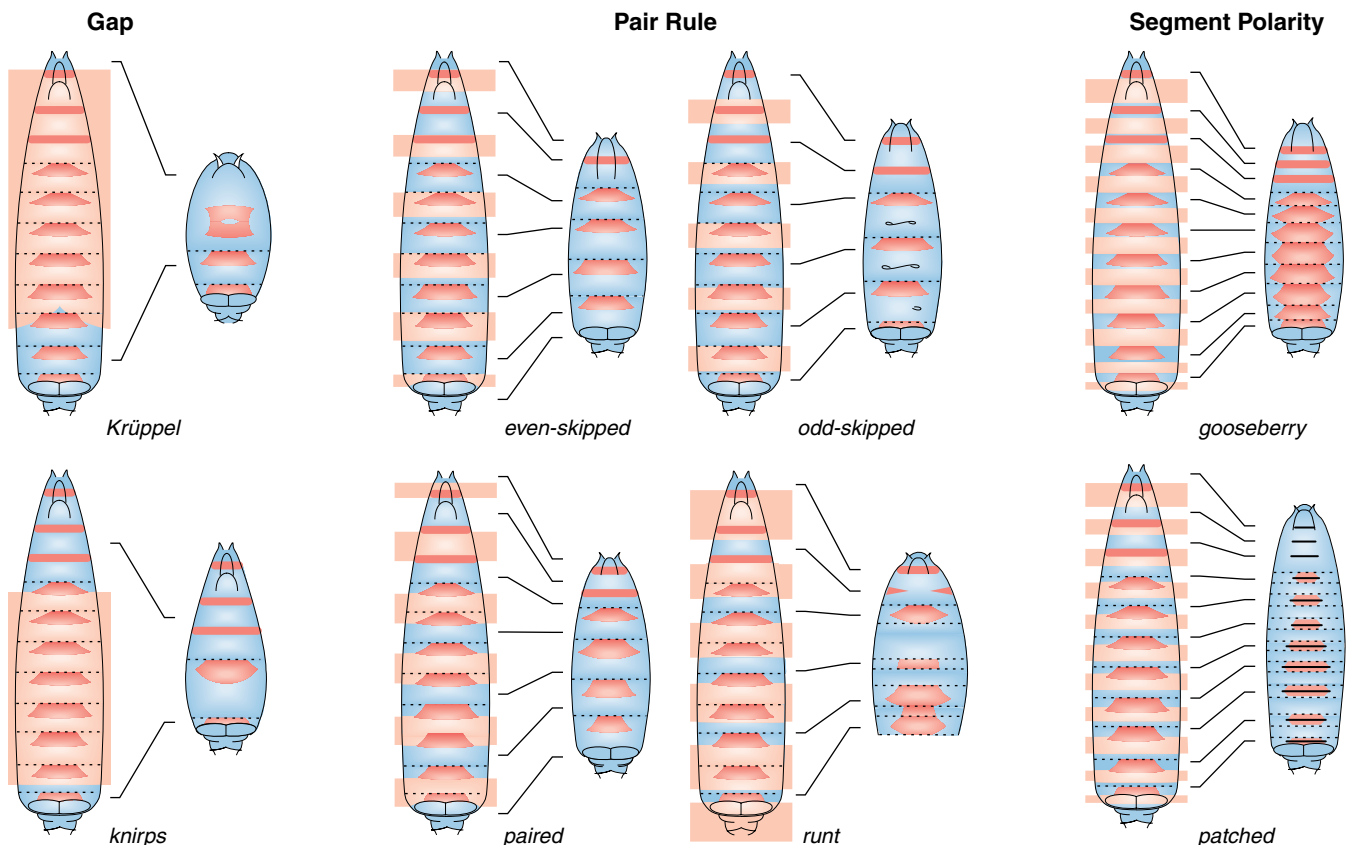 Gap
Pair Rule
Segment Polarity
Krüppel
even-skipped
odd-skipped
gooseberry
knirps
paired
runt
patched